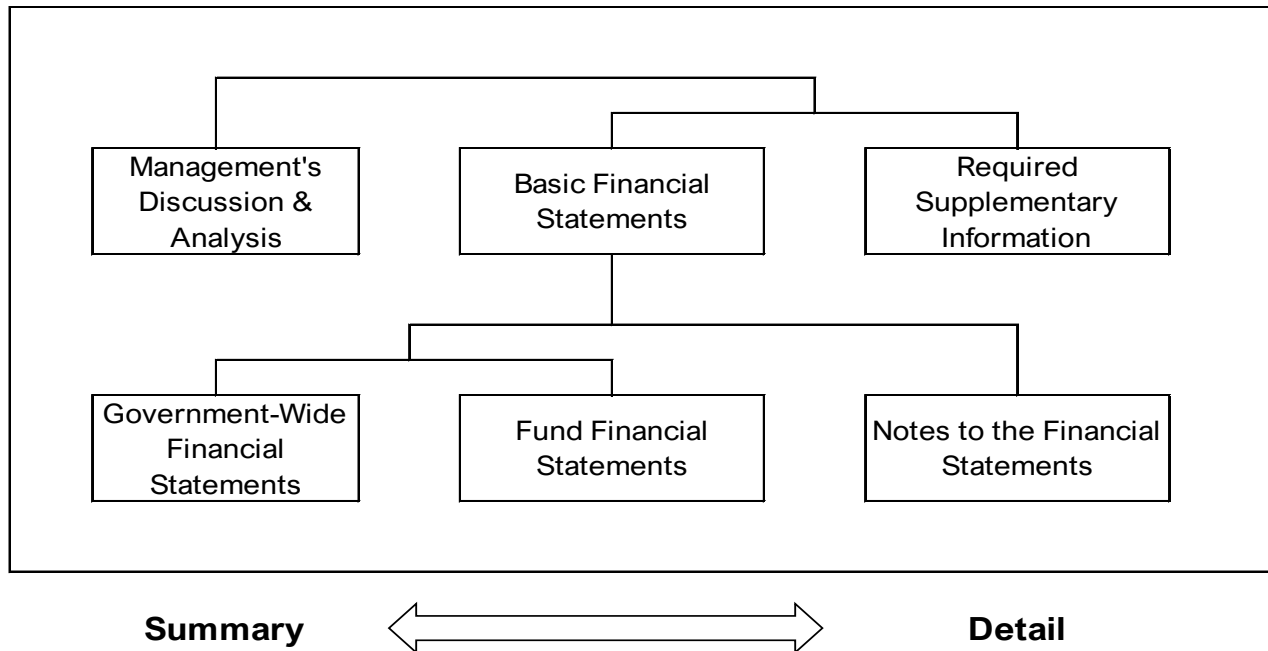 Management's
Discussion &
Analysis
Basic Financial
Statements
Required
Supplementary
Information
Government-Wide
Financial
Statements
Fund Financial
Statements
Notes to the Financial
Statements
Summary
Detail